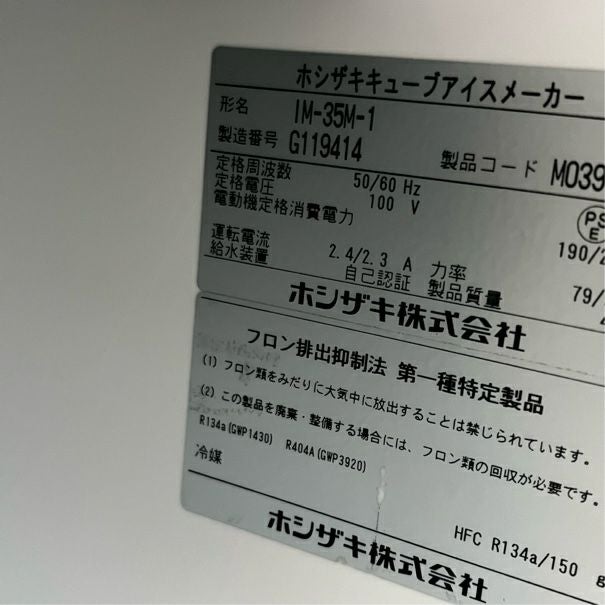 ホシザキキューブアイスメーカー
形名 IM-35M-1
製造番号 G119414 製品コード M039
定格周波数 50/60 Hz
定格電圧 100 V
電動機定格消費電力 190/2
運転電流 2.4/2.3 A 力率 79/
給水装置 自己認証 製品質量
ホシザキ株式会社
PS
E
フロン排出抑制法 第一種特定製品
(1) フロン類をみだりに大気中に放出することは禁じられています。
(2) この製品を廃棄・整備する場合には、フロン類の回収が必要です。
R134a(GWP1430) R404A(GWP3920)
冷媒 HFC R134a/150 g
ホシザキ株式会社